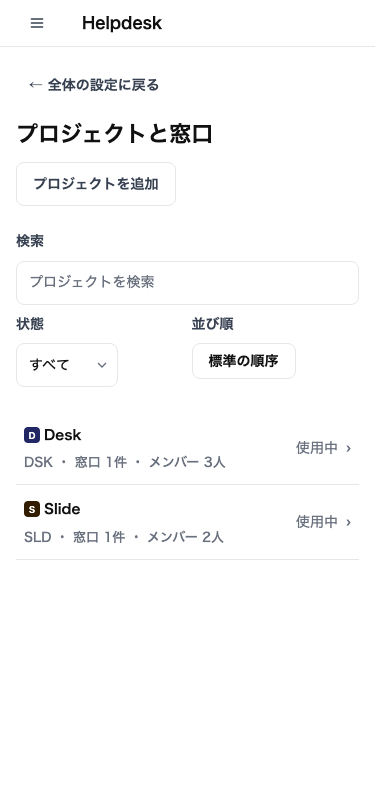 Helpdesk
← 全体の設定に戻る
プロジェクトと窓口
プロジェクトを追加
検索
プロジェクトを検索
状態
並び順
すべて
標準の順序
D Desk
使用中 ›
DSK ・ 窓口 1件 ・ メンバー 3人
S Slide
使用中 ›
SLD ・ 窓口 1件 ・ メンバー 2人